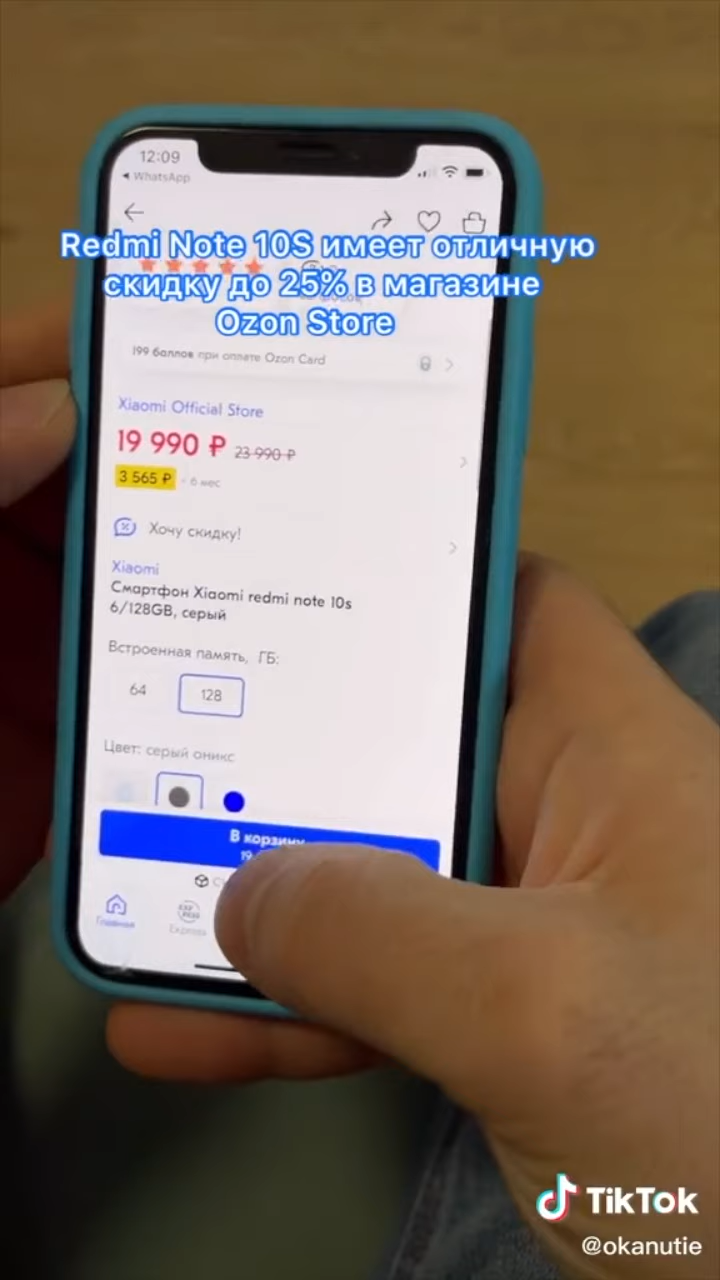 12:09
WhatsApp
Redmi Note 10S имеет отличную
скидку до 25% в магазине
Ozon Store
199 баллов при оплате Ozon Card
Xiaomi Official Store
19 990 ₽ 23 990 ₽
3 565 ₽ × 6 мес
Хочу скидку!
Xiaomi
Смартфон Xiaomi redmi note 10s
6/128GB, серый
Встроенная память, ГБ:
64 128
Цвет: серый оникс
В корзину
19
Главная Express
TikTok
@okanutie